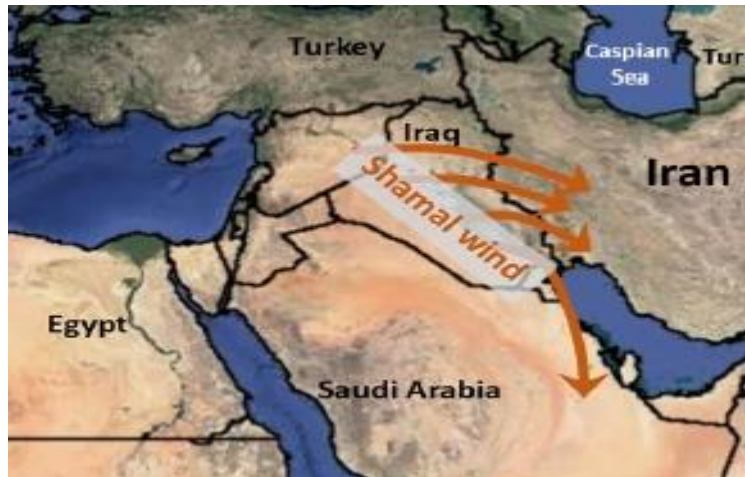 Turkey
Caspian
Sea
Tur
Iraq
Iran
Shamal wind
Egypt
Saudi Arabia